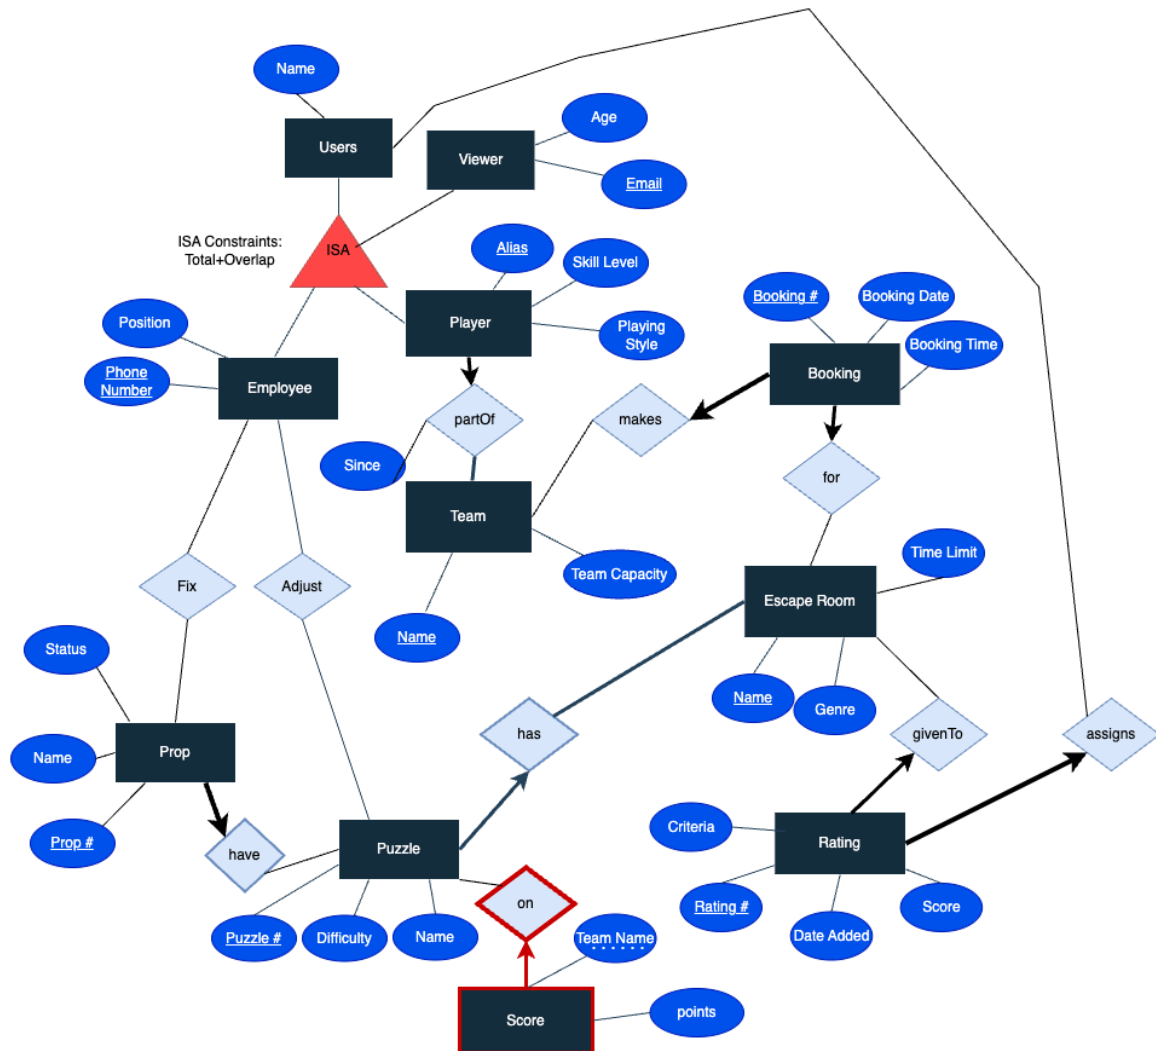 Name
Users
Viewer
Age
Email
ISA
ISA Constraints:
Total+Overlap
Alias
Skill Level
Player
Playing
Style
Position
Phone
Number
Employee
Booking #
Booking Date
Booking Time
Booking
partOf
makes
Since
for
Team
Team Capacity
Name
Time Limit
Escape Room
Fix
Adjust
Name
Genre
Status
Name
Prop
Prop #
has
givenTo
assigns
have
Puzzle
Criteria
Rating
on
Puzzle #
Difficulty
Name
Team Name
Rating #
Date Added
Score
Score
points